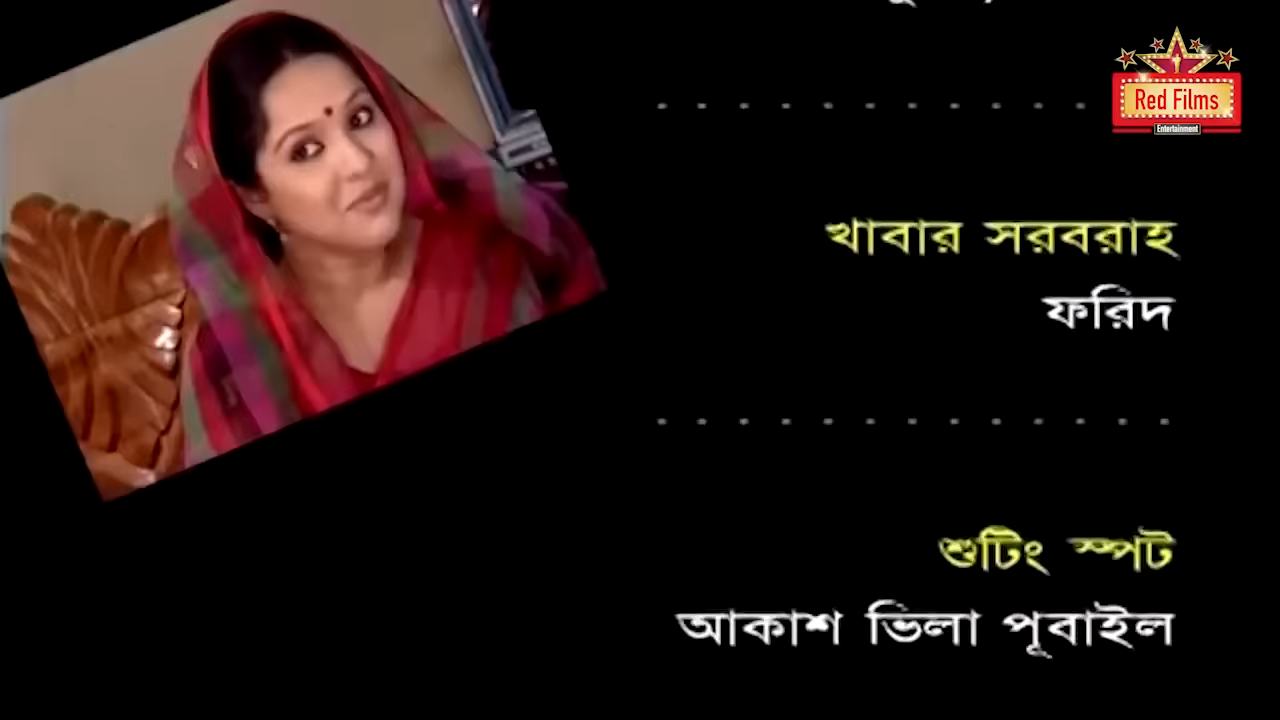 Red Films
Entertainment
খাবার সরবরাহ
ফরিদ
শুটিং স্পট
আকাশ ভিলা পূবাইল